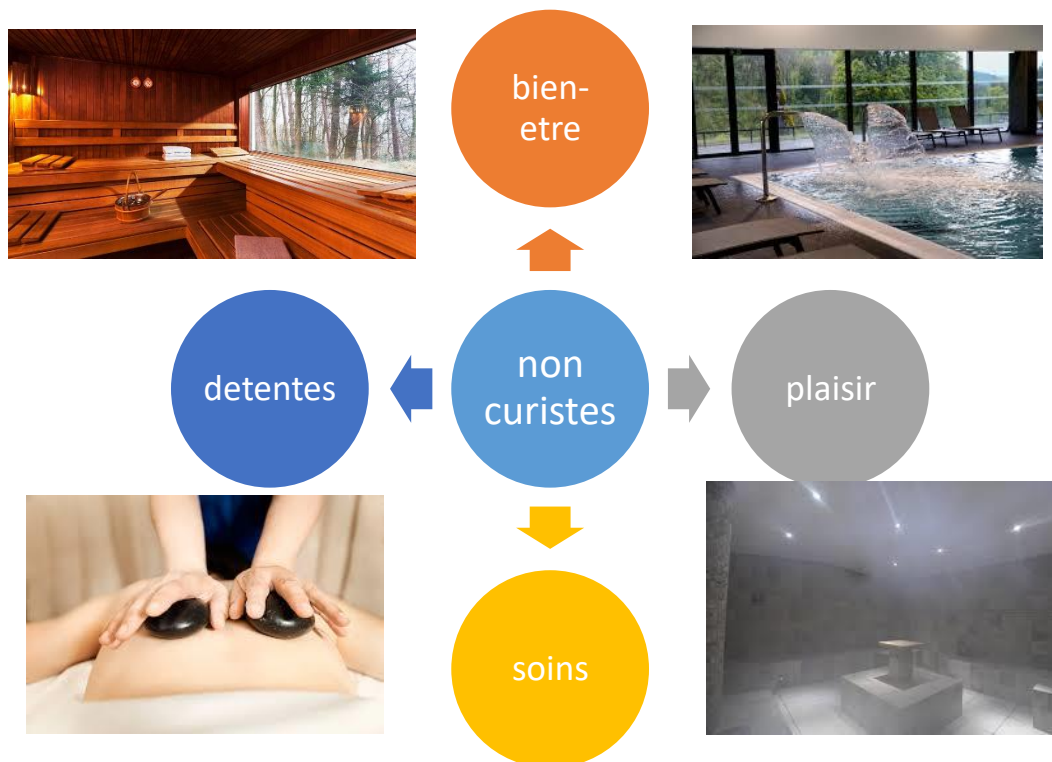 bien-
etre
detentes
non
curistes
plaisir
soins